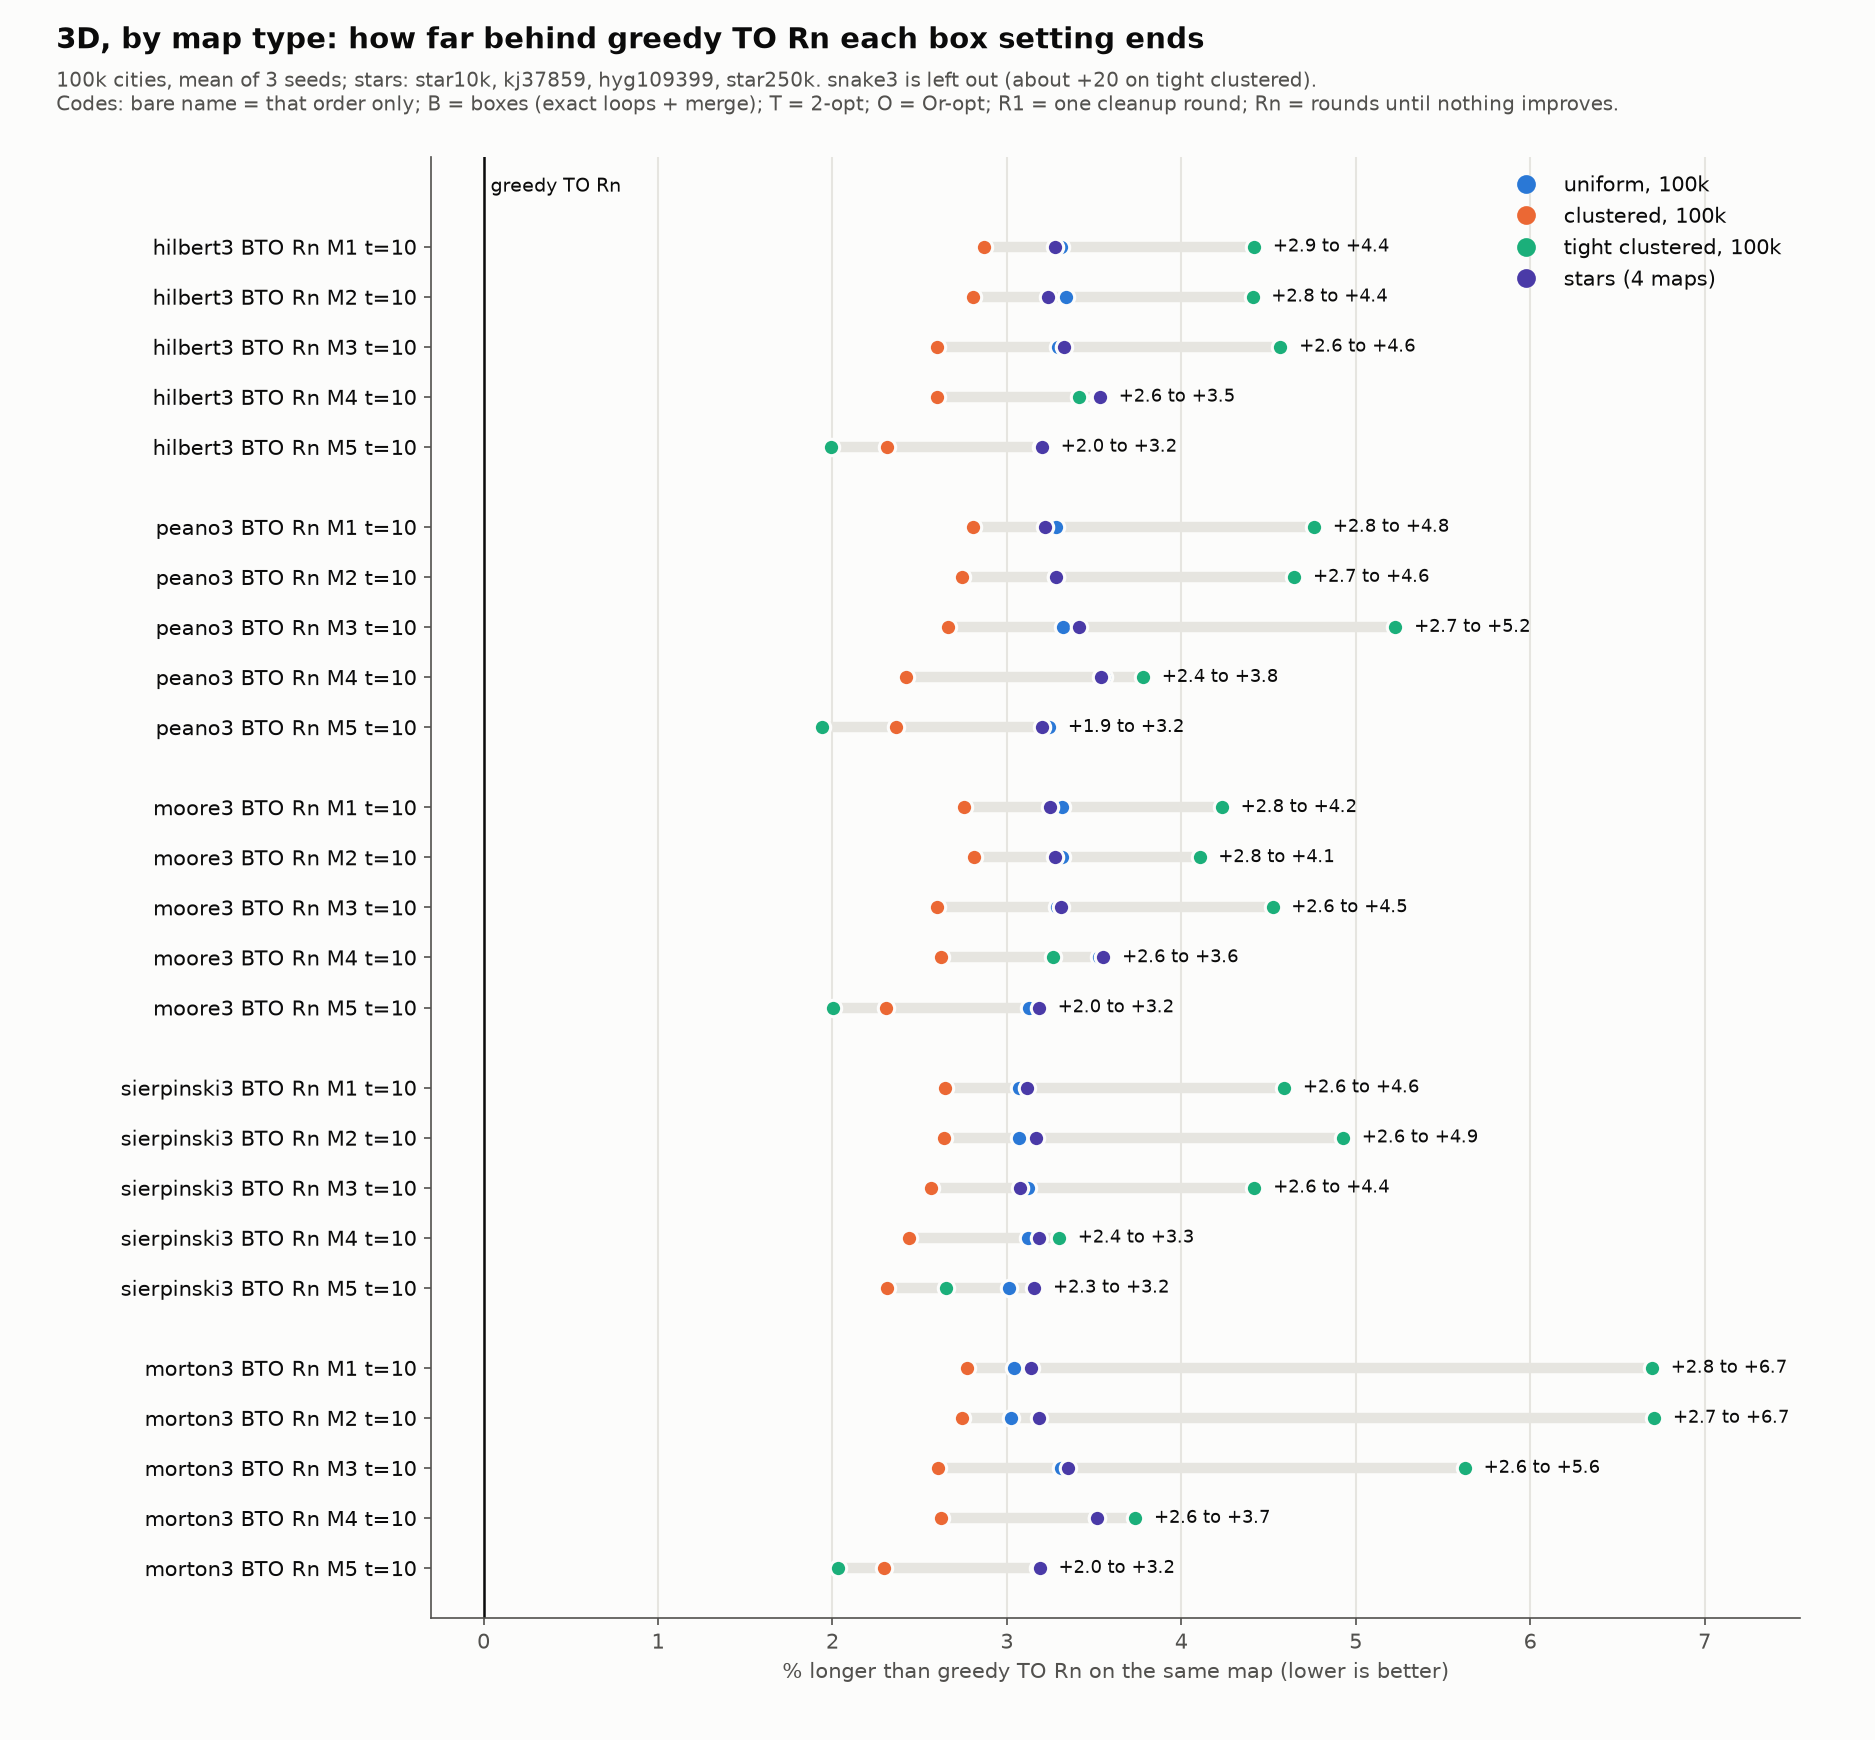 3D, by map type: how far behind greedy TO Rn each box setting ends
100k cities, mean of 3 seeds; stars: star10k, kj37859, hyg109399, star250k. snake3 is left out (about +20 on tight clustered).
Codes: bare name = that order only; B = boxes (exact loops + merge); T = 2-opt; O = Or-opt; R1 = one cleanup round; Rn = rounds until nothing improves.
greedy TO Rn
uniform, 100k
clustered, 100k
tight clustered, 100k
stars (4 maps)
hilbert3 BTO Rn M1 t=10 +2.9 to +4.4
hilbert3 BTO Rn M2 t=10 +2.8 to +4.4
hilbert3 BTO Rn M3 t=10 +2.6 to +4.6
hilbert3 BTO Rn M4 t=10 +2.6 to +3.5
hilbert3 BTO Rn M5 t=10 +2.0 to +3.2
peano3 BTO Rn M1 t=10 +2.8 to +4.8
peano3 BTO Rn M2 t=10 +2.7 to +4.6
peano3 BTO Rn M3 t=10 +2.7 to +5.2
peano3 BTO Rn M4 t=10 +2.4 to +3.8
peano3 BTO Rn M5 t=10 +1.9 to +3.2
moore3 BTO Rn M1 t=10 +2.8 to +4.2
moore3 BTO Rn M2 t=10 +2.8 to +4.1
moore3 BTO Rn M3 t=10 +2.6 to +4.5
moore3 BTO Rn M4 t=10 +2.6 to +3.6
moore3 BTO Rn M5 t=10 +2.0 to +3.2
sierpinski3 BTO Rn M1 t=10 +2.6 to +4.6
sierpinski3 BTO Rn M2 t=10 +2.6 to +4.9
sierpinski3 BTO Rn M3 t=10 +2.6 to +4.4
sierpinski3 BTO Rn M4 t=10 +2.4 to +3.3
sierpinski3 BTO Rn M5 t=10 +2.3 to +3.2
morton3 BTO Rn M1 t=10 +2.8 to +6.7
morton3 BTO Rn M2 t=10 +2.7 to +6.7
morton3 BTO Rn M3 t=10 +2.6 to +5.6
morton3 BTO Rn M4 t=10 +2.6 to +3.7
morton3 BTO Rn M5 t=10 +2.0 to +3.2
0 1 2 3 4 5 6 7
% longer than greedy TO Rn on the same map (lower is better)